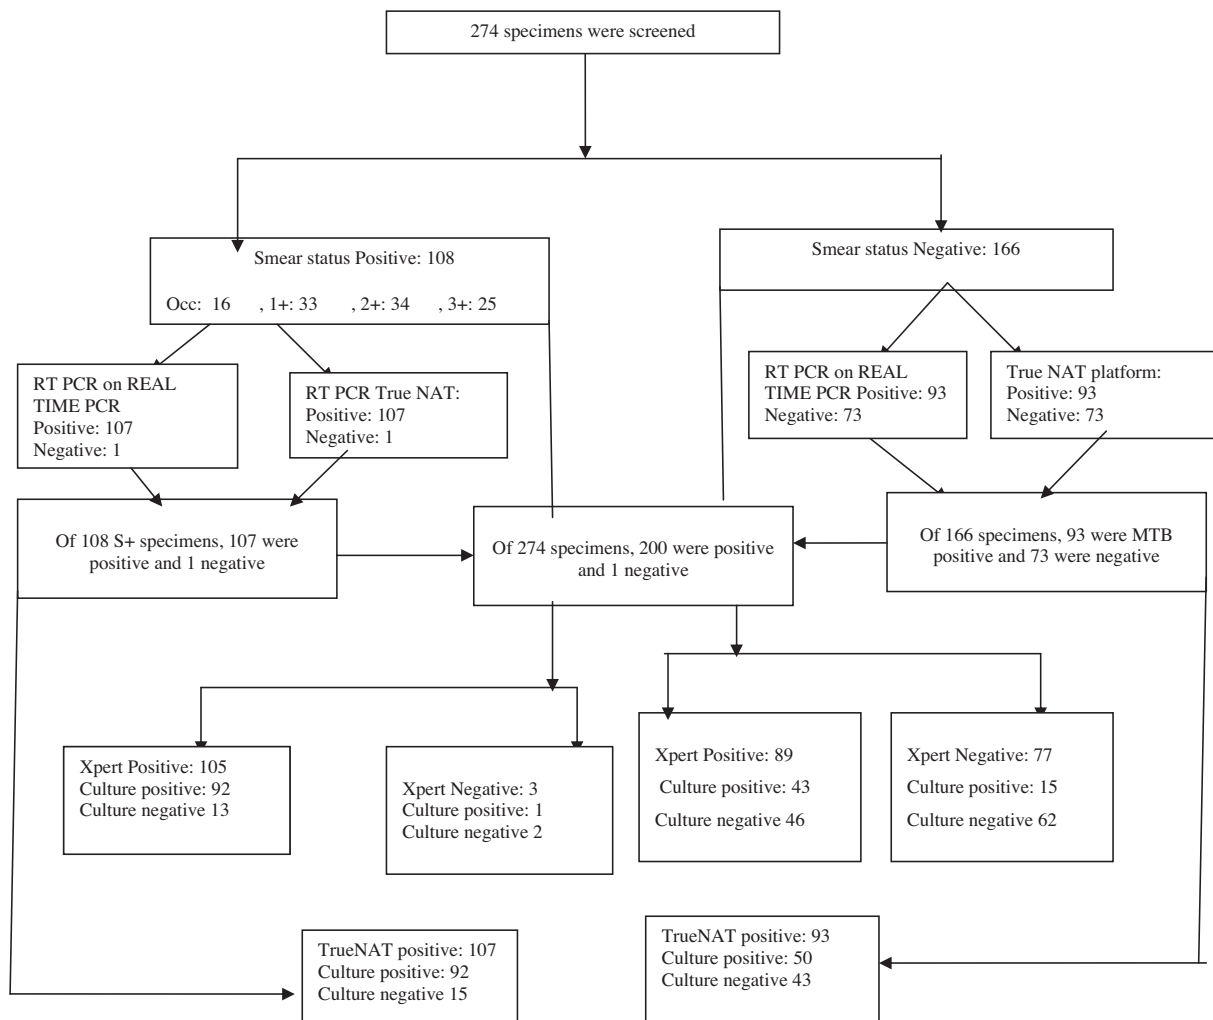 274 specimens were screened
Smear status Positive: 108
Occ: 16 , 1+: 33 , 2+: 34 , 3+: 25
Smear status Negative: 166
RT PCR on REAL
TIME PCR
Positive: 107
Negative: 1
RT PCR True NAT:
Positive: 107
Negative: 1
RT PCR on REAL
TIME PCR Positive: 93
Negative: 73
True NAT platform:
Positive: 93
Negative: 73
Of 108 S+ specimens, 107 were
positive and 1 negative
Of 274 specimens, 200 were positive
and 1 negative
Of 166 specimens, 93 were MTB
positive and 73 were negative
Xpert Positive: 105
Culture positive: 92
Culture negative 13
Xpert Negative: 3
Culture positive: 1
Culture negative 2
Xpert Positive: 89
Culture positive: 43
Culture negative 46
Xpert Negative: 77
Culture positive: 15
Culture negative 62
TrueNAT positive: 107
Culture positive: 92
Culture negative 15
TrueNAT positive: 93
Culture positive: 50
Culture negative 43